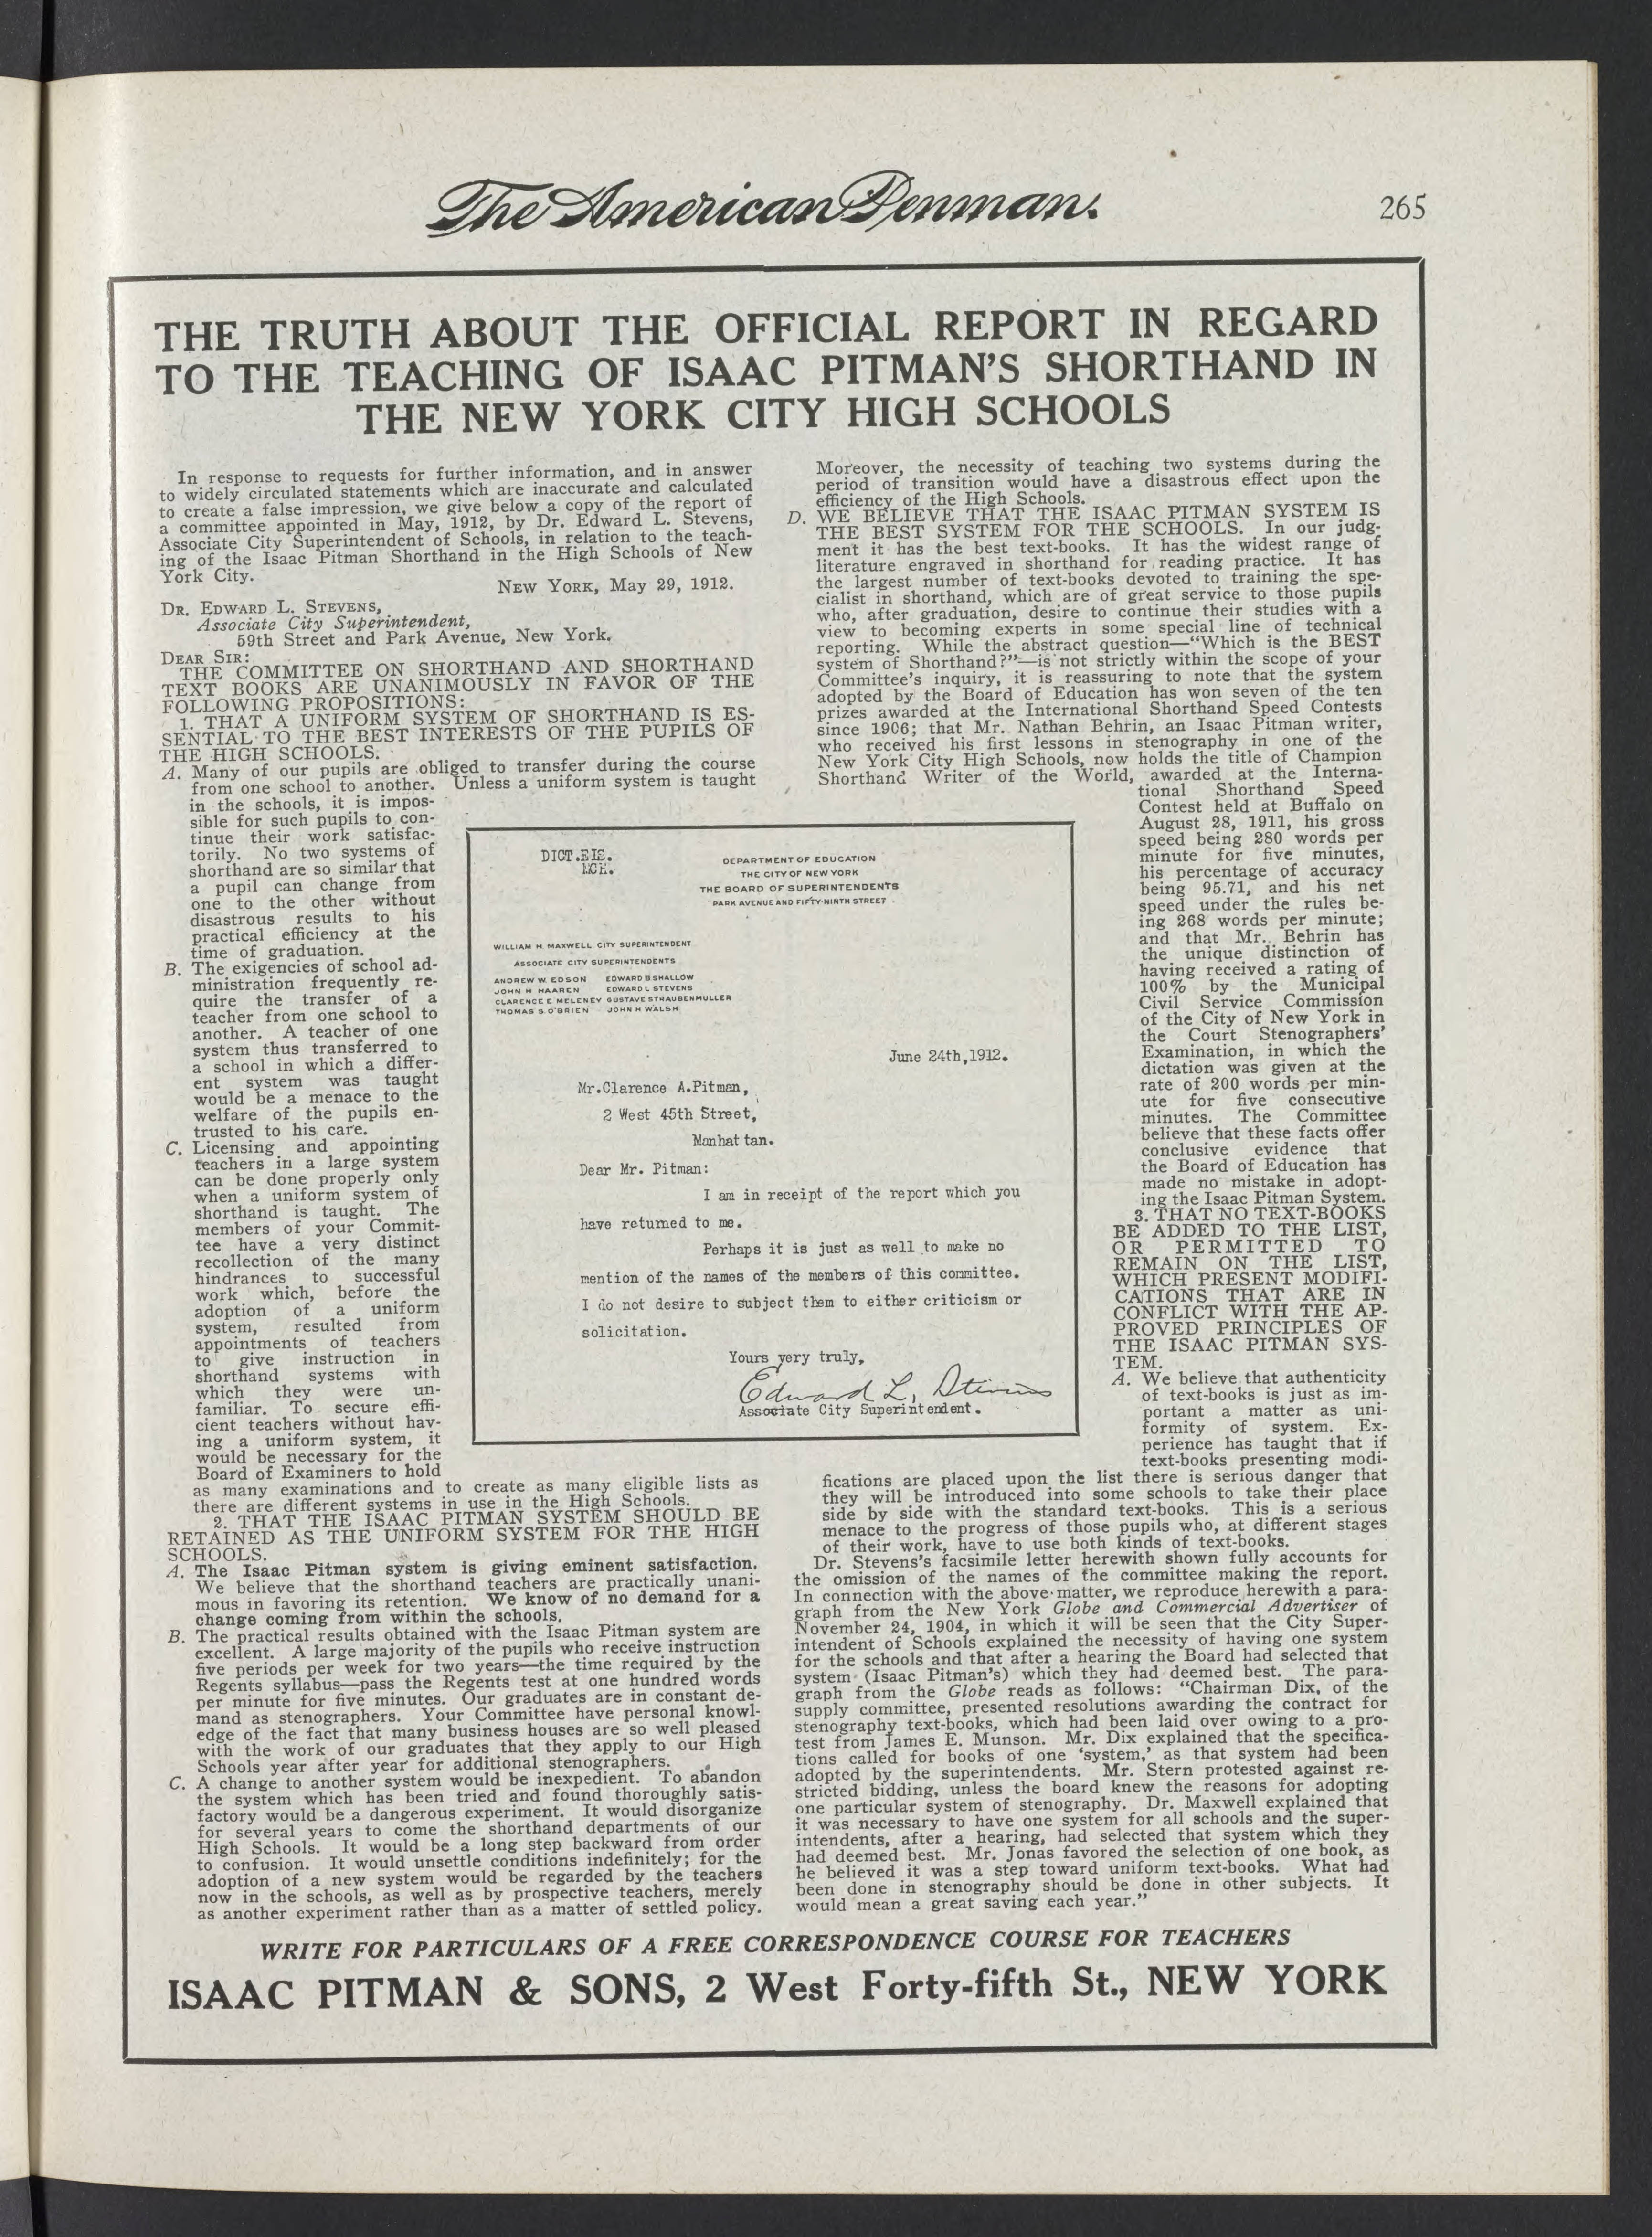 The American Penman.
265
THE TRUTH ABOUT THE OFFICIAL REPORT IN REGARD
TO THE TEACHING OF ISAAC PITMAN'S SHORTHAND IN
THE NEW YORK CITY HIGH SCHOOLS
In response to requests for further information, and in answer
to widely circulated statements which are inaccurate and calculated
to create a false impression, we give below a copy of the report of
a committee appointed in May, 1912, by Dr. Edward L. Stevens,
Associate City Superintendent of Schools, in relation to the teach-
ing of the Isaac Pitman Shorthand in the High Schools of New
York City.
NEW YORK, May 29, 1912.
DR. EDWARD L. STEVENS,
Associate City Superintendent,
59th Street and Park Avenue, New York.
DEAR SIR:
THE COMMITTEE ON SHORTHAND AND SHORTHAND
TEXT BOOKS ARE UNANIMOUSLY IN FAVOR OF THE
FOLLOWING PROPOSITIONS:
1. THAT A UNIFORM SYSTEM OF SHORTHAND IS ES-
SENTIAL TO THE BEST INTERESTS OF THE PUPILS OF
THE HIGH SCHOOLS.
A. Many of our pupils are obliged to transfer during the course
from one school to another. Unless a uniform system is taught
in the schools, it is impos-
sible for such pupils to con-
tinue their work satisfac-
torily. No two systems of
shorthand are so similar that
a pupil can change from
one to the other without
disastrous results to his
practical efficiency at the
time of graduation.
B. The exigencies of school ad-
ministration frequently re-
quire the transfer of a
teacher from one school to
another. A teacher of one
system thus transferred to
a school in which a differ-
ent system was taught
would be a menace to the
welfare of the pupils en-
trusted to his care.
C. Licensing and appointing
teachers in a large system
can be done properly only
when a uniform system of
shorthand is taught. The
members of your Commit-
tee have a very distinct
recollection of the many
hindrances to successful
work which, before the
adoption of a uniform
system, resulted from
appointments of teachers
to give instruction in
shorthand systems with
which they were un-
familiar. To secure effi-
cient teachers without hav-
ing a uniform system, it
would be necessary for the
Board of Examiners to hold
as many examinations and to create as many eligible lists as
there are different systems in use in the High Schools.
2. THAT THE ISAAC PITMAN SYSTEM SHOULD BE
RETAINED AS THE UNIFORM SYSTEM FOR THE HIGH
SCHOOLS.
A. The Isaac Pitman system is giving eminent satisfaction.
We believe that the shorthand teachers are practically unani-
mous in favoring its retention. We know of no demand for a
change coming from within the schools.
B. The practical results obtained with the Isaac Pitman system are
excellent. A large majority of the pupils who receive instruction
five periods per week for two years—the time required by the
Regents syllabus—pass the Regents test at one hundred words
per minute for five minutes. Our graduates are in constant de-
mand as stenographers. Your Committee have personal knowl-
edge of the fact that many business houses are so well pleased
with the work of our graduates that they apply to our High
Schools year after year for additional stenographers.
C. A change to another system would be inexpedient. To abandon
the system which has been tried and found thoroughly satis-
factory would be a dangerous experiment. It would disorganize
for several years to come the shorthand departments of our
High Schools. It would be a long step backward from order
to confusion. It would unsettle conditions indefinitely; for the
adoption of a new system would be regarded by the teachers
now in the schools, as well as by prospective teachers, merely
as another experiment rather than as a matter of settled policy.
DICT.EIS.
MCK.
DEPARTMENT OF EDUCATION
THE CITY OF NEW YORK
THE BOARD OF SUPERINTENDENTS
PARK AVENUE AND FIFTY-NINTH STREET
WILLIAM H. MAXWELL CITY SUPERINTENDENT
ASSOCIATE CITY SUPERINTENDENTS
ANDREW W. EDSON EDWARD B SHALLOW
JOHN H HAAREN EDWARD L STEVENS
CLARENCE E MELENEY GUSTAVE STRAUBENMULLER
THOMAS S. O'BRIEN JOHN H WALSH
June 24th,1912.
Mr.Clarence A.Pitman,
2 West 45th Street,
Manhattan.
Dear Mr. Pitman:
I am in receipt of the report which you
have returned to me.
Perhaps it is just as well to make no
mention of the names of the members of this committee.
I do not desire to subject them to either criticism or
solicitation.
Yours very truly,
Edward L. Stevens
Associate City Superintendent.
Moreover, the necessity of teaching two systems during the
period of transition would have a disastrous effect upon the
efficiency of the High Schools.
D. WE BELIEVE THAT THE ISAAC PITMAN SYSTEM IS
THE BEST SYSTEM FOR THE SCHOOLS. In our judg-
ment it has the best text-books. It has the widest range of
literature engraved in shorthand for reading practice. It has
the largest number of text-books devoted to training the spe-
cialist in shorthand, which are of great service to those pupils
who, after graduation, desire to continue their studies with a
view to becoming experts in some special line of technical
reporting. While the abstract question—"Which is the BEST
system of Shorthand?"—is not strictly within the scope of your
Committee's inquiry, it is reassuring to note that the system
adopted by the Board of Education has won seven of the ten
prizes awarded at the International Shorthand Speed Contests
since 1906; that Mr. Nathan Behrin, an Isaac Pitman writer,
who received his first lessons in stenography in one of the
New York City High Schools, now holds the title of Champion
Shorthand Writer of the World, awarded at the Interna-
tional Shorthand Speed
Contest held at Buffalo on
August 28, 1911, his gross
speed being 280 words per
minute for five minutes,
his percentage of accuracy
being 95.71, and his net
speed under the rules be-
ing 268 words per minute;
and that Mr. Behrin has
the unique distinction of
having received a rating of
100% by the Municipal
Civil Service Commission
of the City of New York in
the Court Stenographers'
Examination, in which the
dictation was given at the
rate of 200 words per min-
ute for five consecutive
minutes. The Committee
believe that these facts offer
conclusive evidence that
the Board of Education has
made no mistake in adopt-
ing the Isaac Pitman System.
3. THAT NO TEXT-BOOKS
BE ADDED TO THE LIST,
OR PERMITTED TO
REMAIN ON THE LIST,
WHICH PRESENT MODIFI-
CATIONS THAT ARE IN
CONFLICT WITH THE AP-
PROVED PRINCIPLES OF
THE ISAAC PITMAN SYS-
TEM.
A. We believe that authenticity
of text-books is just as im-
portant a matter as uni-
formity of system. Ex-
perience has taught that if
text-books presenting modi-
fications are placed upon the list there is serious danger that
they will be introduced into some schools to take their place
side by side with the standard text-books. This is a serious
menace to the progress of those pupils who, at different stages
of their work, have to use both kinds of text-books.
Dr. Stevens's facsimile letter herewith shown fully accounts for
the omission of the names of the committee making the report.
In connection with the above matter, we reproduce herewith a para-
graph from the New York Globe and Commercial Advertiser of
November 24, 1904, in which it will be seen that the City Super-
intendent of Schools explained the necessity of having one system
for the schools and that after a hearing the Board had selected that
system (Isaac Pitman's) which they had deemed best. The para-
graph from the Globe reads as follows: "Chairman Dix, of the
supply committee, presented resolutions awarding the contract for
stenography text-books, which had been laid over owing to a pro-
test from James E. Munson. Mr. Dix explained that the specifica-
tions called for books of one 'system,' as that system had been
adopted by the superintendents. Mr. Stern protested against re-
stricted bidding, unless the board knew the reasons for adopting
one particular system of stenography. Dr. Maxwell explained that
it was necessary to have one system for all schools and the super-
intendents, after a hearing, had selected that system which they
had deemed best. Mr. Jonas favored the selection of one book, as
he believed it was a step toward uniform text-books. What had
been done in stenography should be done in other subjects. It
would mean a great saving each year."
WRITE FOR PARTICULARS OF A FREE CORRESPONDENCE COURSE FOR TEACHERS
ISAAC PITMAN & SONS, 2 West Forty-fifth St., NEW YORK